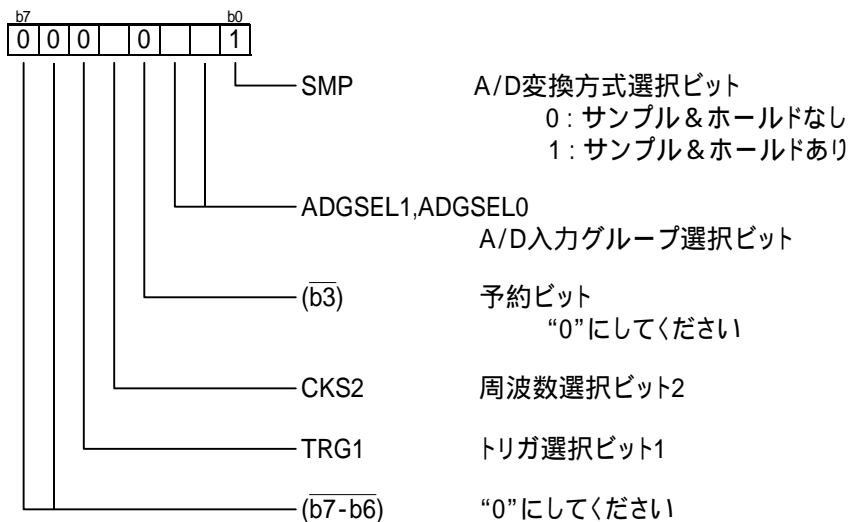 b7 b0
0 0 0 0 1
SMP A/D変換方式選択ビット
0 : サンプル&ホールドなし
1 : サンプル&ホールドあり
ADGSEL1,ADGSEL0
A/D入力グループ選択ビット
(b3) 予約ビット
“0”にしてください
CKS2 周波数選択ビット2
TRG1 トリガ選択ビット1
(b7-b6) “0”にしてください